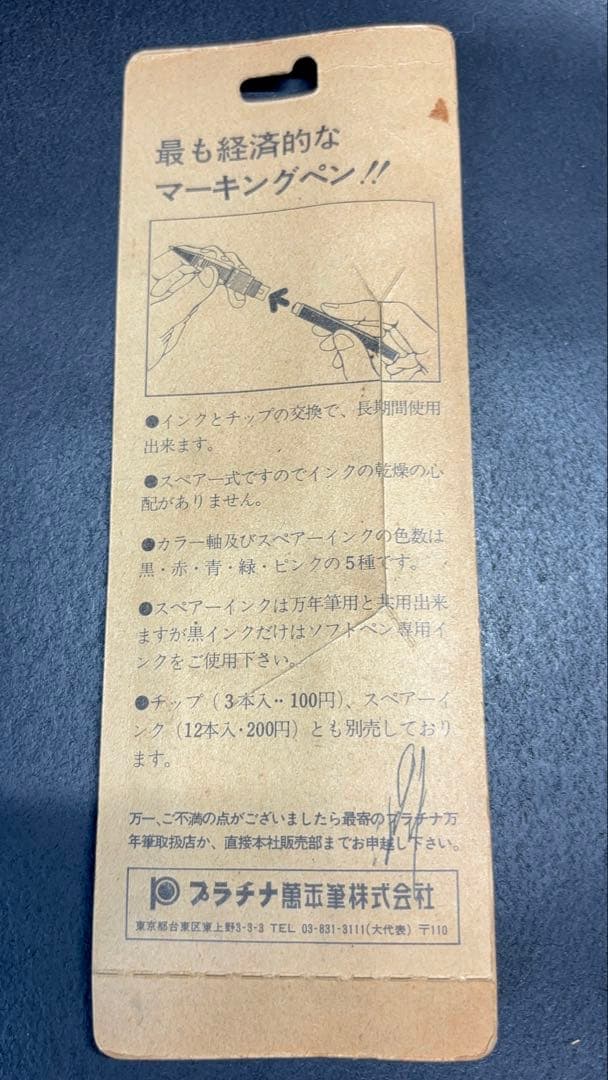 最も経済的な
マーキングペン!!
●インクとチップの交換で、長期間使用
出来ます。
●スペアー式ですのでインクの乾燥の心
配がありません。
●カラー軸及びスペアーインクの色数は
黒・赤・青・緑・ピンクの5種です。
●スペアーインクは万年筆用と共用出来
ますが黒インクだけはソフトペン専用イ
ンクをご使用下さい。
●チップ(3本入‥100円)、スペアーイ
ンク(12本入・200円)とも別売しており
ます。
万一、ご不満の点がございましたら最寄のプラチナ万
年筆取扱店か、直接本社販売部までお申越し下さい。
プラチナ萬年筆株式会社
東京都台東区東上野3-3-3 TEL 03-831-3111(大代表) 〒110